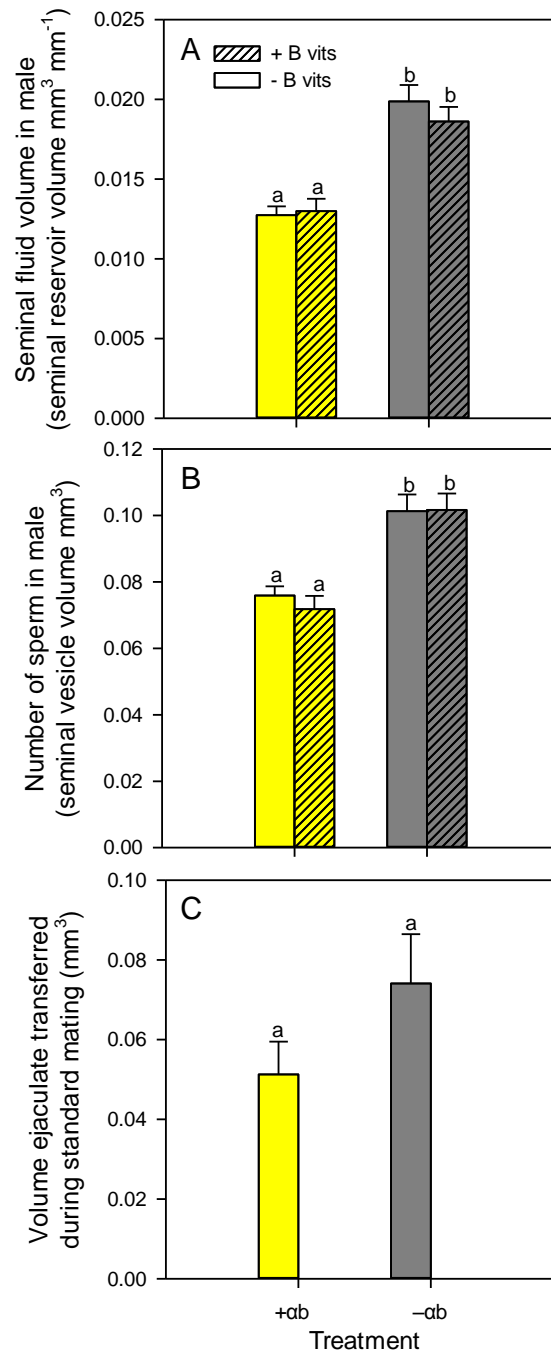 Seminal fluid volume in male
(seminal reservoir volume mm³ mm⁻¹)
0.025
0.020
0.015
0.010
0.005
0.000
A
+ B vits
- B vits
a
a
b
b
Number of sperm in male
(seminal vesicle volume mm³)
0.12
0.10
0.08
0.06
0.04
0.02
0.00
B
a
a
b
b
Volume ejaculate transferred
during standard mating (mm³)
0.10
0.08
0.06
0.04
0.02
0.00
C
a
a
+αb
–αb
Treatment